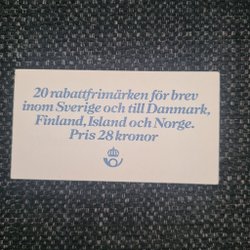 20 rabattfrimärken för brev
inom Sverige och till Danmark,
Finland, Island och Norge.
Pris 28 kronor